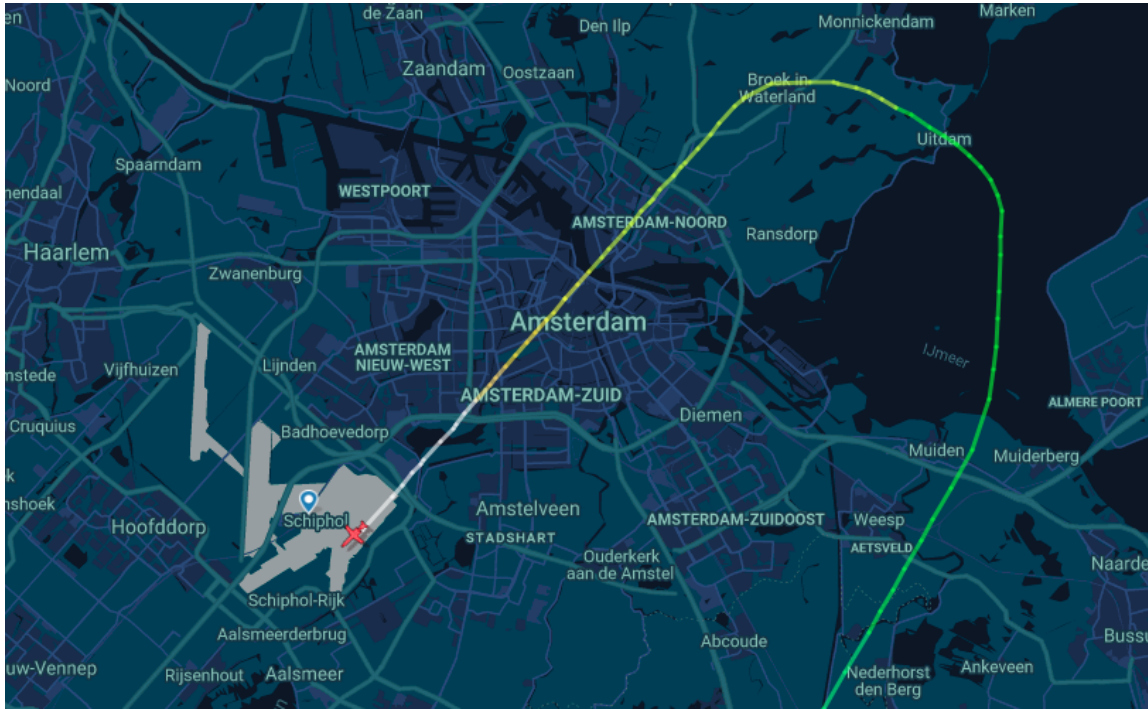 Marken
de Zaan
Den Ilp
Monnickendam
Zaandam
Oostzaan
Noord
Broek in
Waterland
Uitdam
Spaarndam
WESTPOORT
AMSTERDAM-NOORD
Ransdorp
Haarlem
Zwanenburg
Amsterdam
IJmeer
AMSTERDAM
NIEUW-WEST
Lijnden
Vijfhuizen
AMSTERDAM-ZUID
ALMERE POORT
Diemen
Cruquius
Badhoevedorp
Muiden
Muiderberg
Schiphol
Hoofddorp
Amstelveen
STADSHART
AMSTERDAM-ZUIDOOST
Weesp
AETSVELD
Ouderkerk
aan de Amstel
Schiphol-Rijk
Aalsmeerderbrug
Abcoude
Rijsenhout
Aalsmeer
Nederhorst
den Berg
Ankeveen